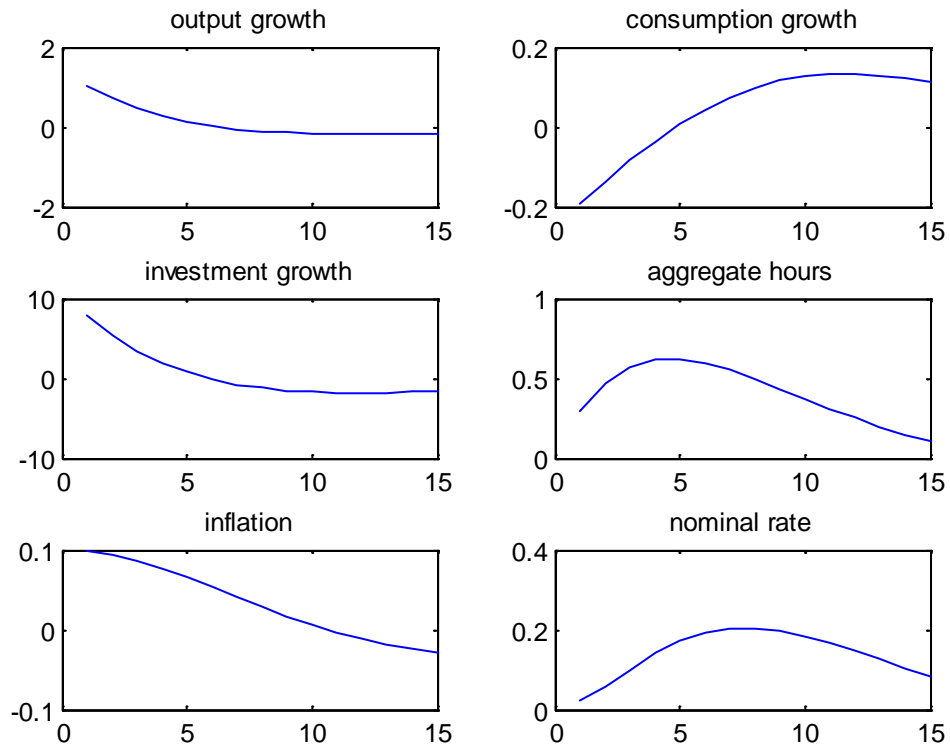 output growth
2
0
-2
0 5 10 15
consumption growth
0.2
0
-0.2
0 5 10 15
investment growth
10
0
-10
0 5 10 15
aggregate hours
1
0.5
0
0 5 10 15
inflation
0.1
0
-0.1
0 5 10 15
nominal rate
0.4
0.2
0
0 5 10 15